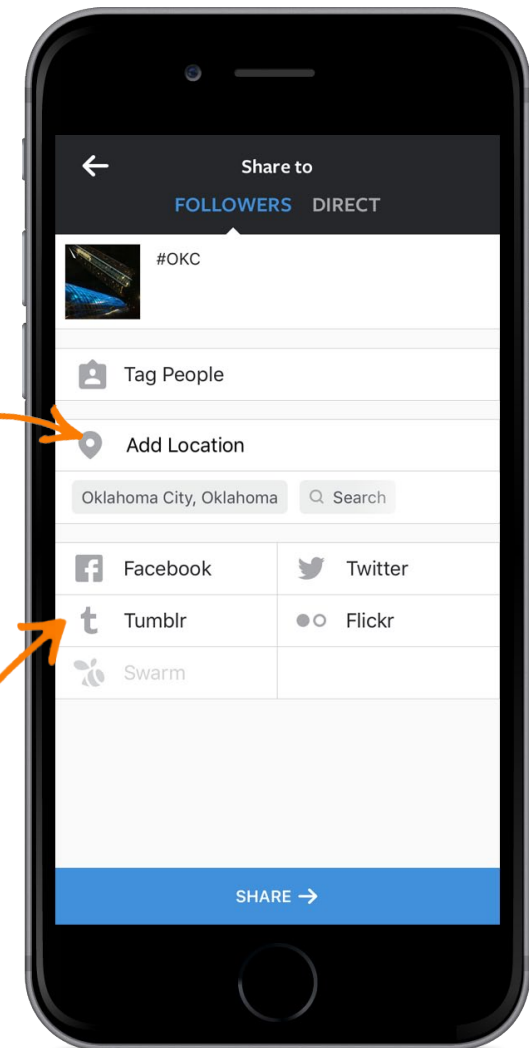 Share to
FOLLOWERS DIRECT
#OKC
Tag People
Add Location
Oklahoma City, Oklahoma Search
Facebook Twitter
Tumblr Flickr
Swarm
SHARE →